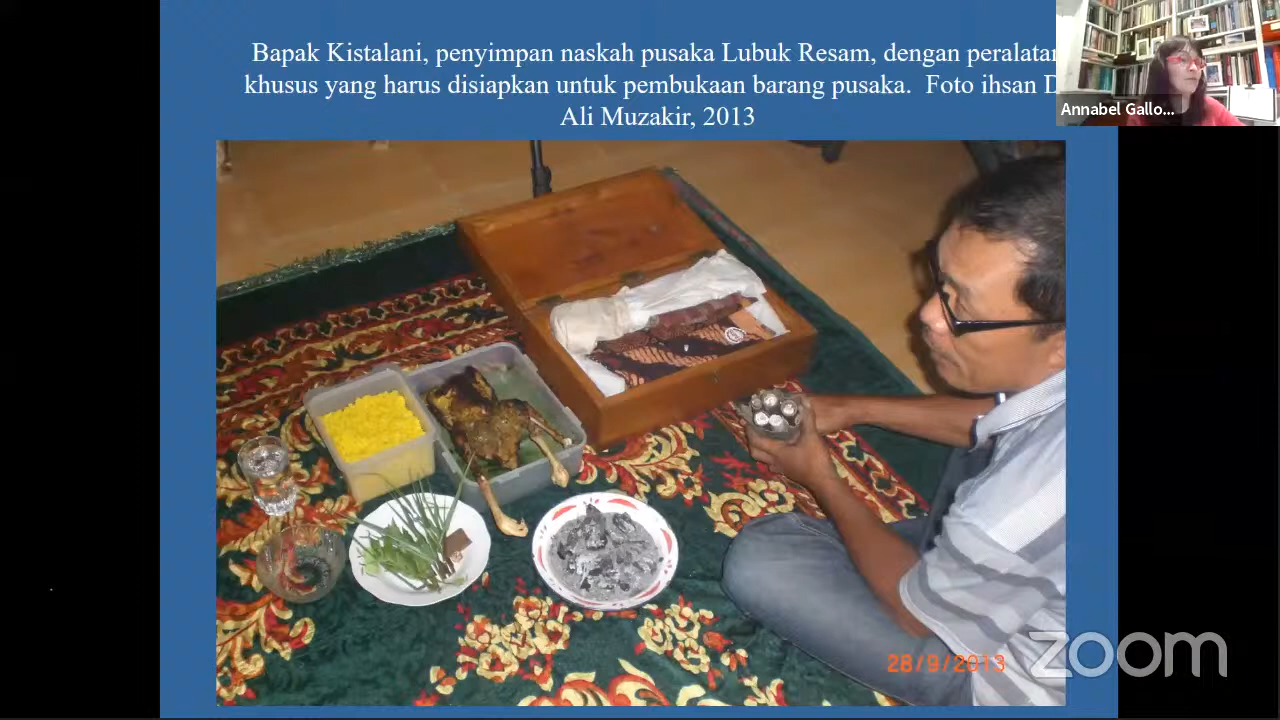 Bapak Kistalani, penyimpan naskah pusaka Lubuk Resam, dengan peralatan
khusus yang harus disiapkan untuk pembukaan barang pusaka. Foto ihsan D
Ali Muzakir, 2013
Annabel Gallo...
28/9/2013
zoom